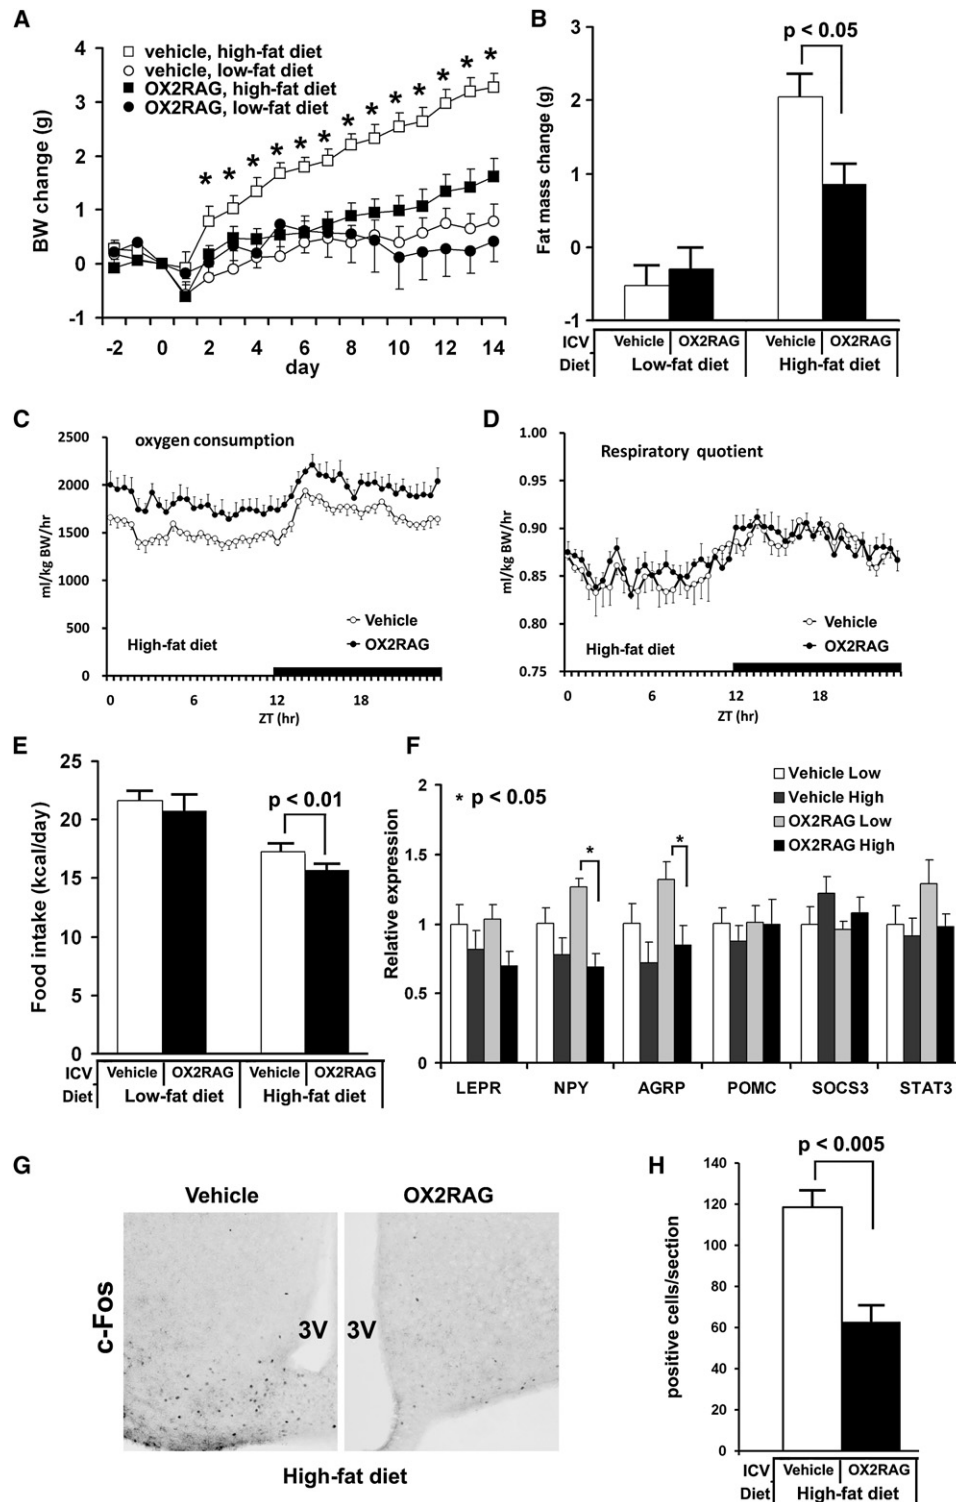 A
BW change (g)
4
3
2
1
0
-1
vehicle, high-fat diet
vehicle, low-fat diet
OX2RAG, high-fat diet
OX2RAG, low-fat diet
* * * * * * * * * * * * *
-2 0 2 4 6 8 10 12 14
day
B
Fat mass change (g)
3
2
1
0
-1
p < 0.05
ICV Vehicle OX2RAG Vehicle OX2RAG
Diet Low-fat diet High-fat diet
C
oxygen consumption
ml/kg BW/hr
2500
2000
1500
1000
500
0
Vehicle
OX2RAG
High-fat diet
0 6 12 18
ZT (hr)
D
Respiratory quotient
ml/kg BW/hr
1.00
0.95
0.90
0.85
0.80
0.75
Vehicle
OX2RAG
High-fat diet
0 6 12 18
ZT (hr)
E
Food intake (kcal/day)
25
20
15
10
5
0
p < 0.01
ICV Vehicle OX2RAG Vehicle OX2RAG
Diet Low-fat diet High-fat diet
F
Relative expression
2
1.5
1
0.5
0
* p < 0.05
Vehicle Low
Vehicle High
OX2RAG Low
OX2RAG High
* *
LEPR NPY AGRP POMC SOCS3 STAT3
G
Vehicle OX2RAG
c-Fos
3V 3V
High-fat diet
H
positive cells/section
140
120
100
80
60
40
20
0
p < 0.005
ICV Vehicle OX2RAG
Diet High-fat diet